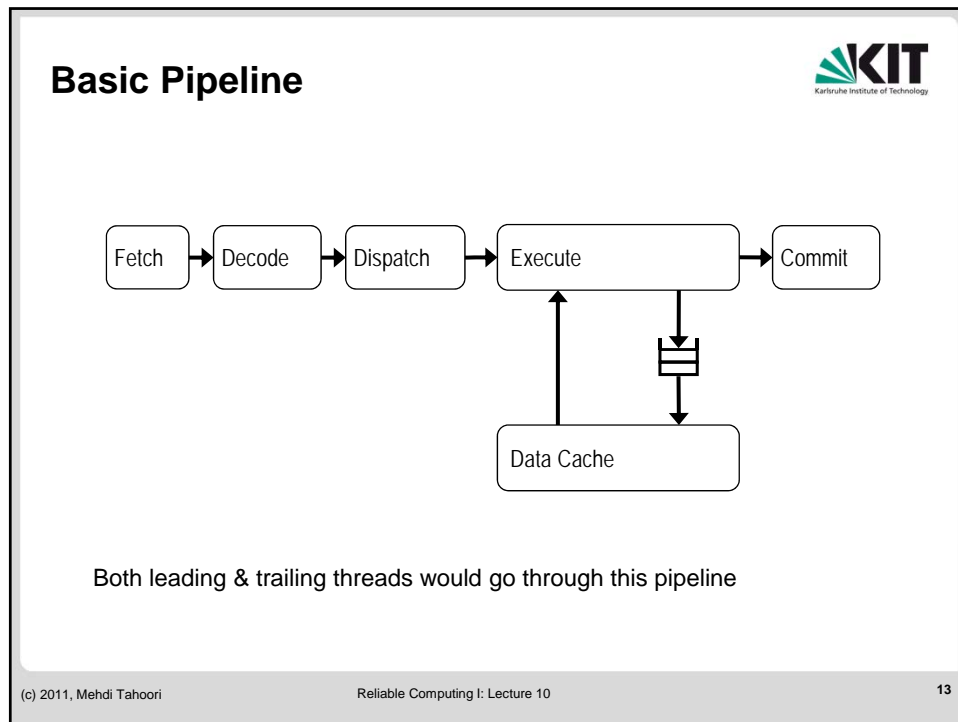 Basic Pipeline
KIT
Karlsruhe Institute of Technology
Fetch
Decode
Dispatch
Execute
Commit
Data Cache
Both leading & trailing threads would go through this pipeline
(c) 2011, Mehdi Tahoori
Reliable Computing I: Lecture 10
13